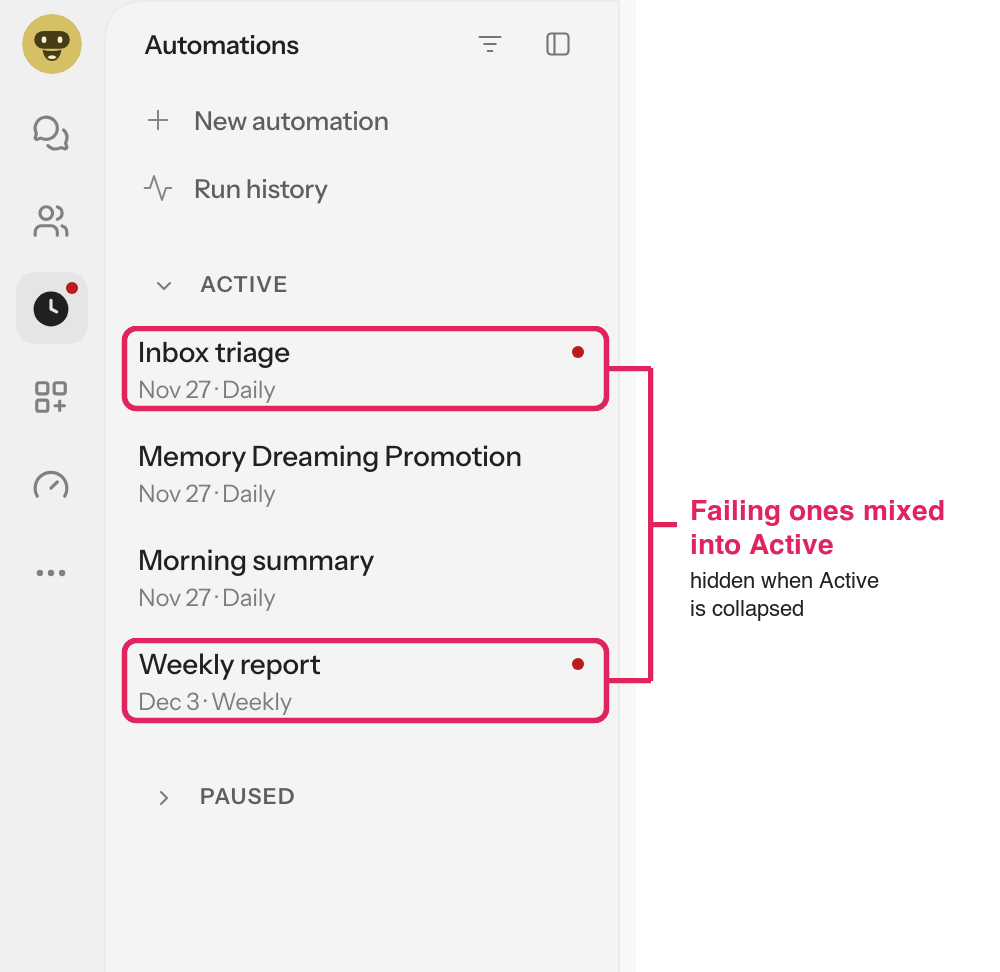 Automations
New automation
Run history
ACTIVE
Inbox triage
Nov 27 · Daily
Memory Dreaming Promotion
Nov 27 · Daily
Morning summary
Nov 27 · Daily
Weekly report
Dec 3 · Weekly
PAUSED
Failing ones mixed
into Active
hidden when Active
is collapsed